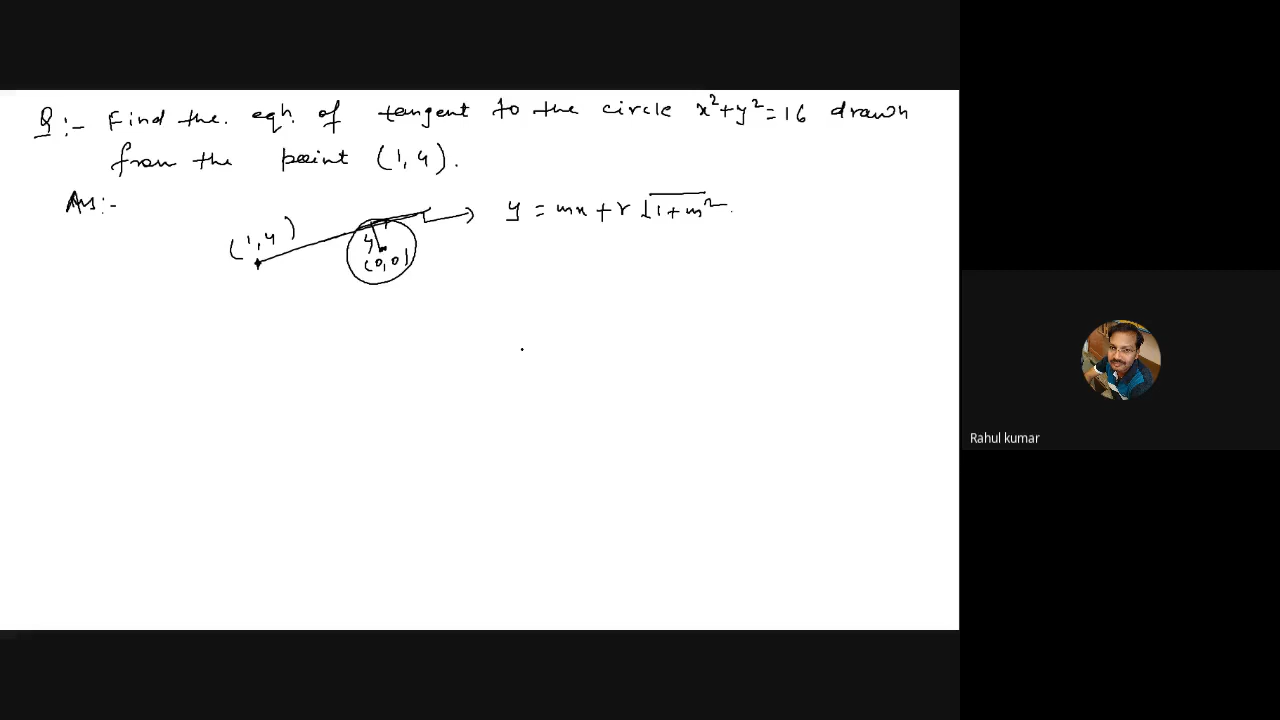 Q:- Find the. eqn. of tangent to the circle x²+y²=16 drawn
from the point (1,4).
Ans:-
y = mx + r √1+m².
(1,4)
4
(0,0)
Rahul kumar